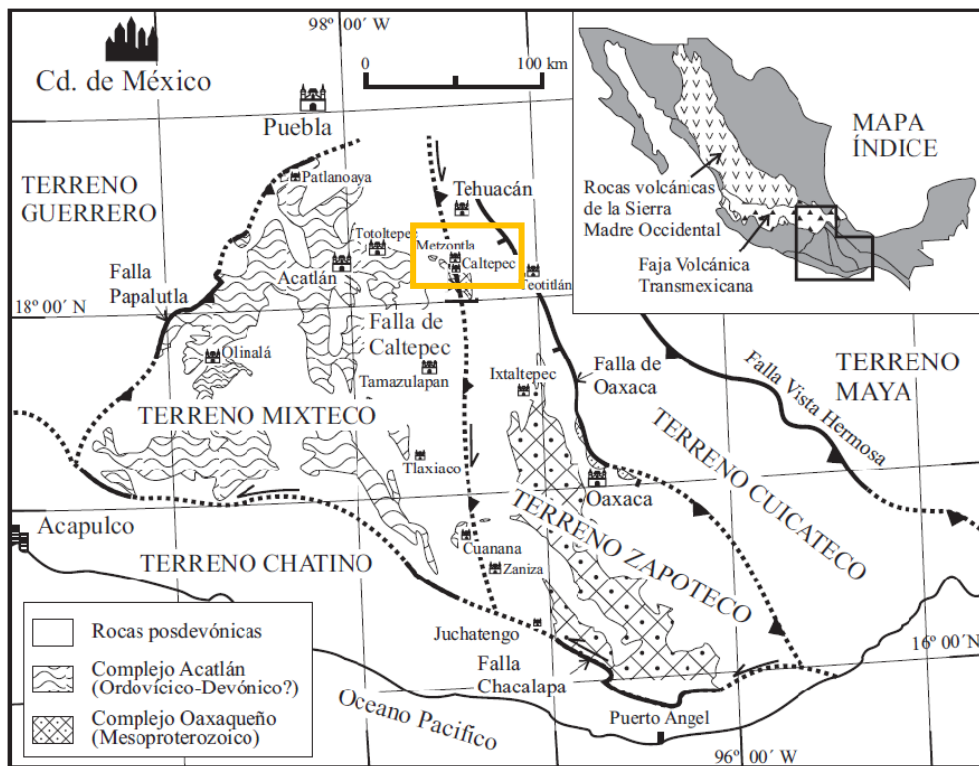 98° 00´ W
Cd. de México
0
100 km
Puebla
MAPA
ÍNDICE
Rocas volcánicas
de la Sierra
Madre Occidental
Faja Volcánica
Transmexicana
TERRENO
GUERRERO
Patlanoaya
Tehuacán
Totoltepec
Metzontla
Caltepec
Teotitlán
Acatlán
Falla
Papalutla
18° 00´ N
Falla de
Caltepec
Olinalá
Tamazulapan
Ixtaltepec
Falla de
Oaxaca
Falla Vista Hermosa
TERRENO
MAYA
TERRENO MIXTECO
TERRENO CUICATECO
Tlaxiaco
Oaxaca
TERRENO ZAPOTECO
Acapulco
Cuanana
Zaniza
TERRENO CHATINO
Juchatengo
16° 00´N
Falla
Chacalapa
Oceano Pacifico
Puerto Angel
96° 00´ W
Rocas posdevónicas
Complejo Acatlán
(Ordovícico-Devónico?)
Complejo Oaxaqueño
(Mesoproterozoico)